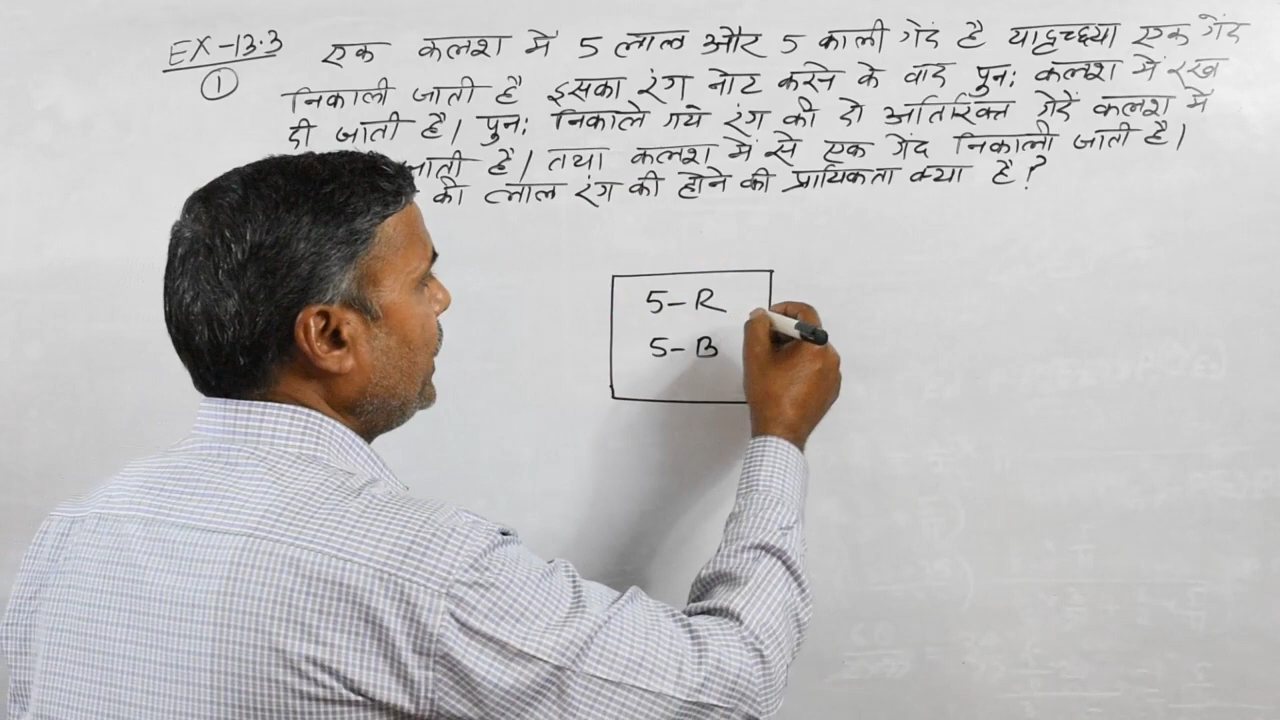 EX-13.3 एक कलश में 5 लाल और 5 काली गेंद है यादृच्छया एक गेंद
① निकाली जाती है इसका रंग नोट करने के बाद पुन: कलश में रख
दी जाती है। पुन: निकाले गये रंग की दो अतिरिक्त गेंदें कलश में
जाती है। तथा कलश में से एक गेंद निकाली जाती है।
की लाल रंग की होने की प्रायिकता क्या है?
5-R
5-B